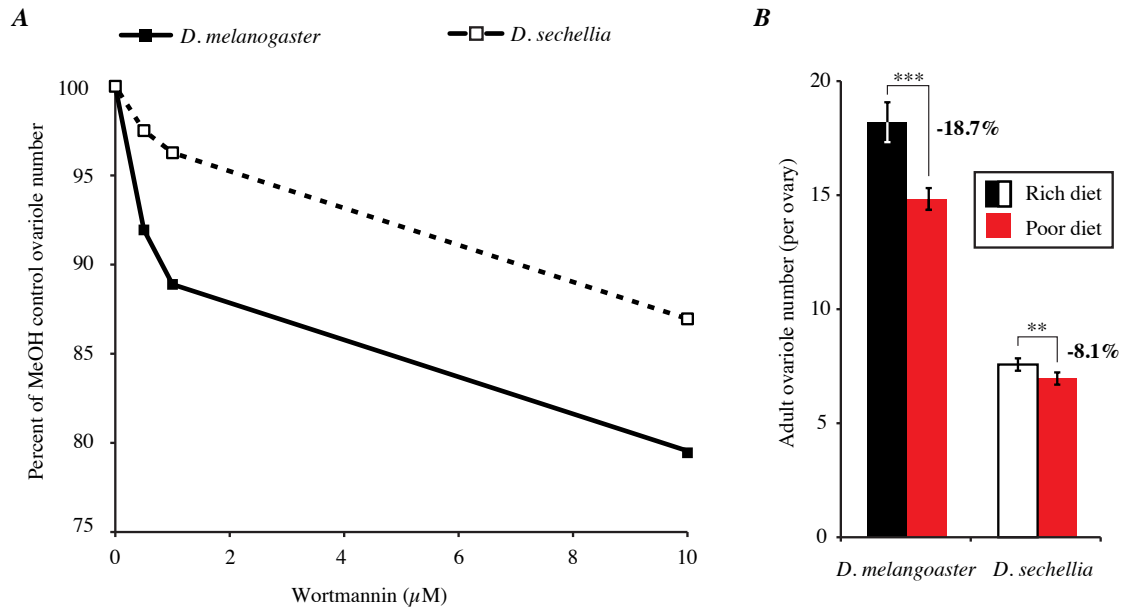 A
D. melanogaster
D. sechellia
Percent of MeOH control ovariole number
100
95
90
85
80
75
0
2
4
6
8
10
Wortmannin (µM)
B
Adult ovariole number (per ovary)
20
15
10
5
0
***
-18.7%
**
-8.1%
Rich diet
Poor diet
D. melangoaster
D. sechellia